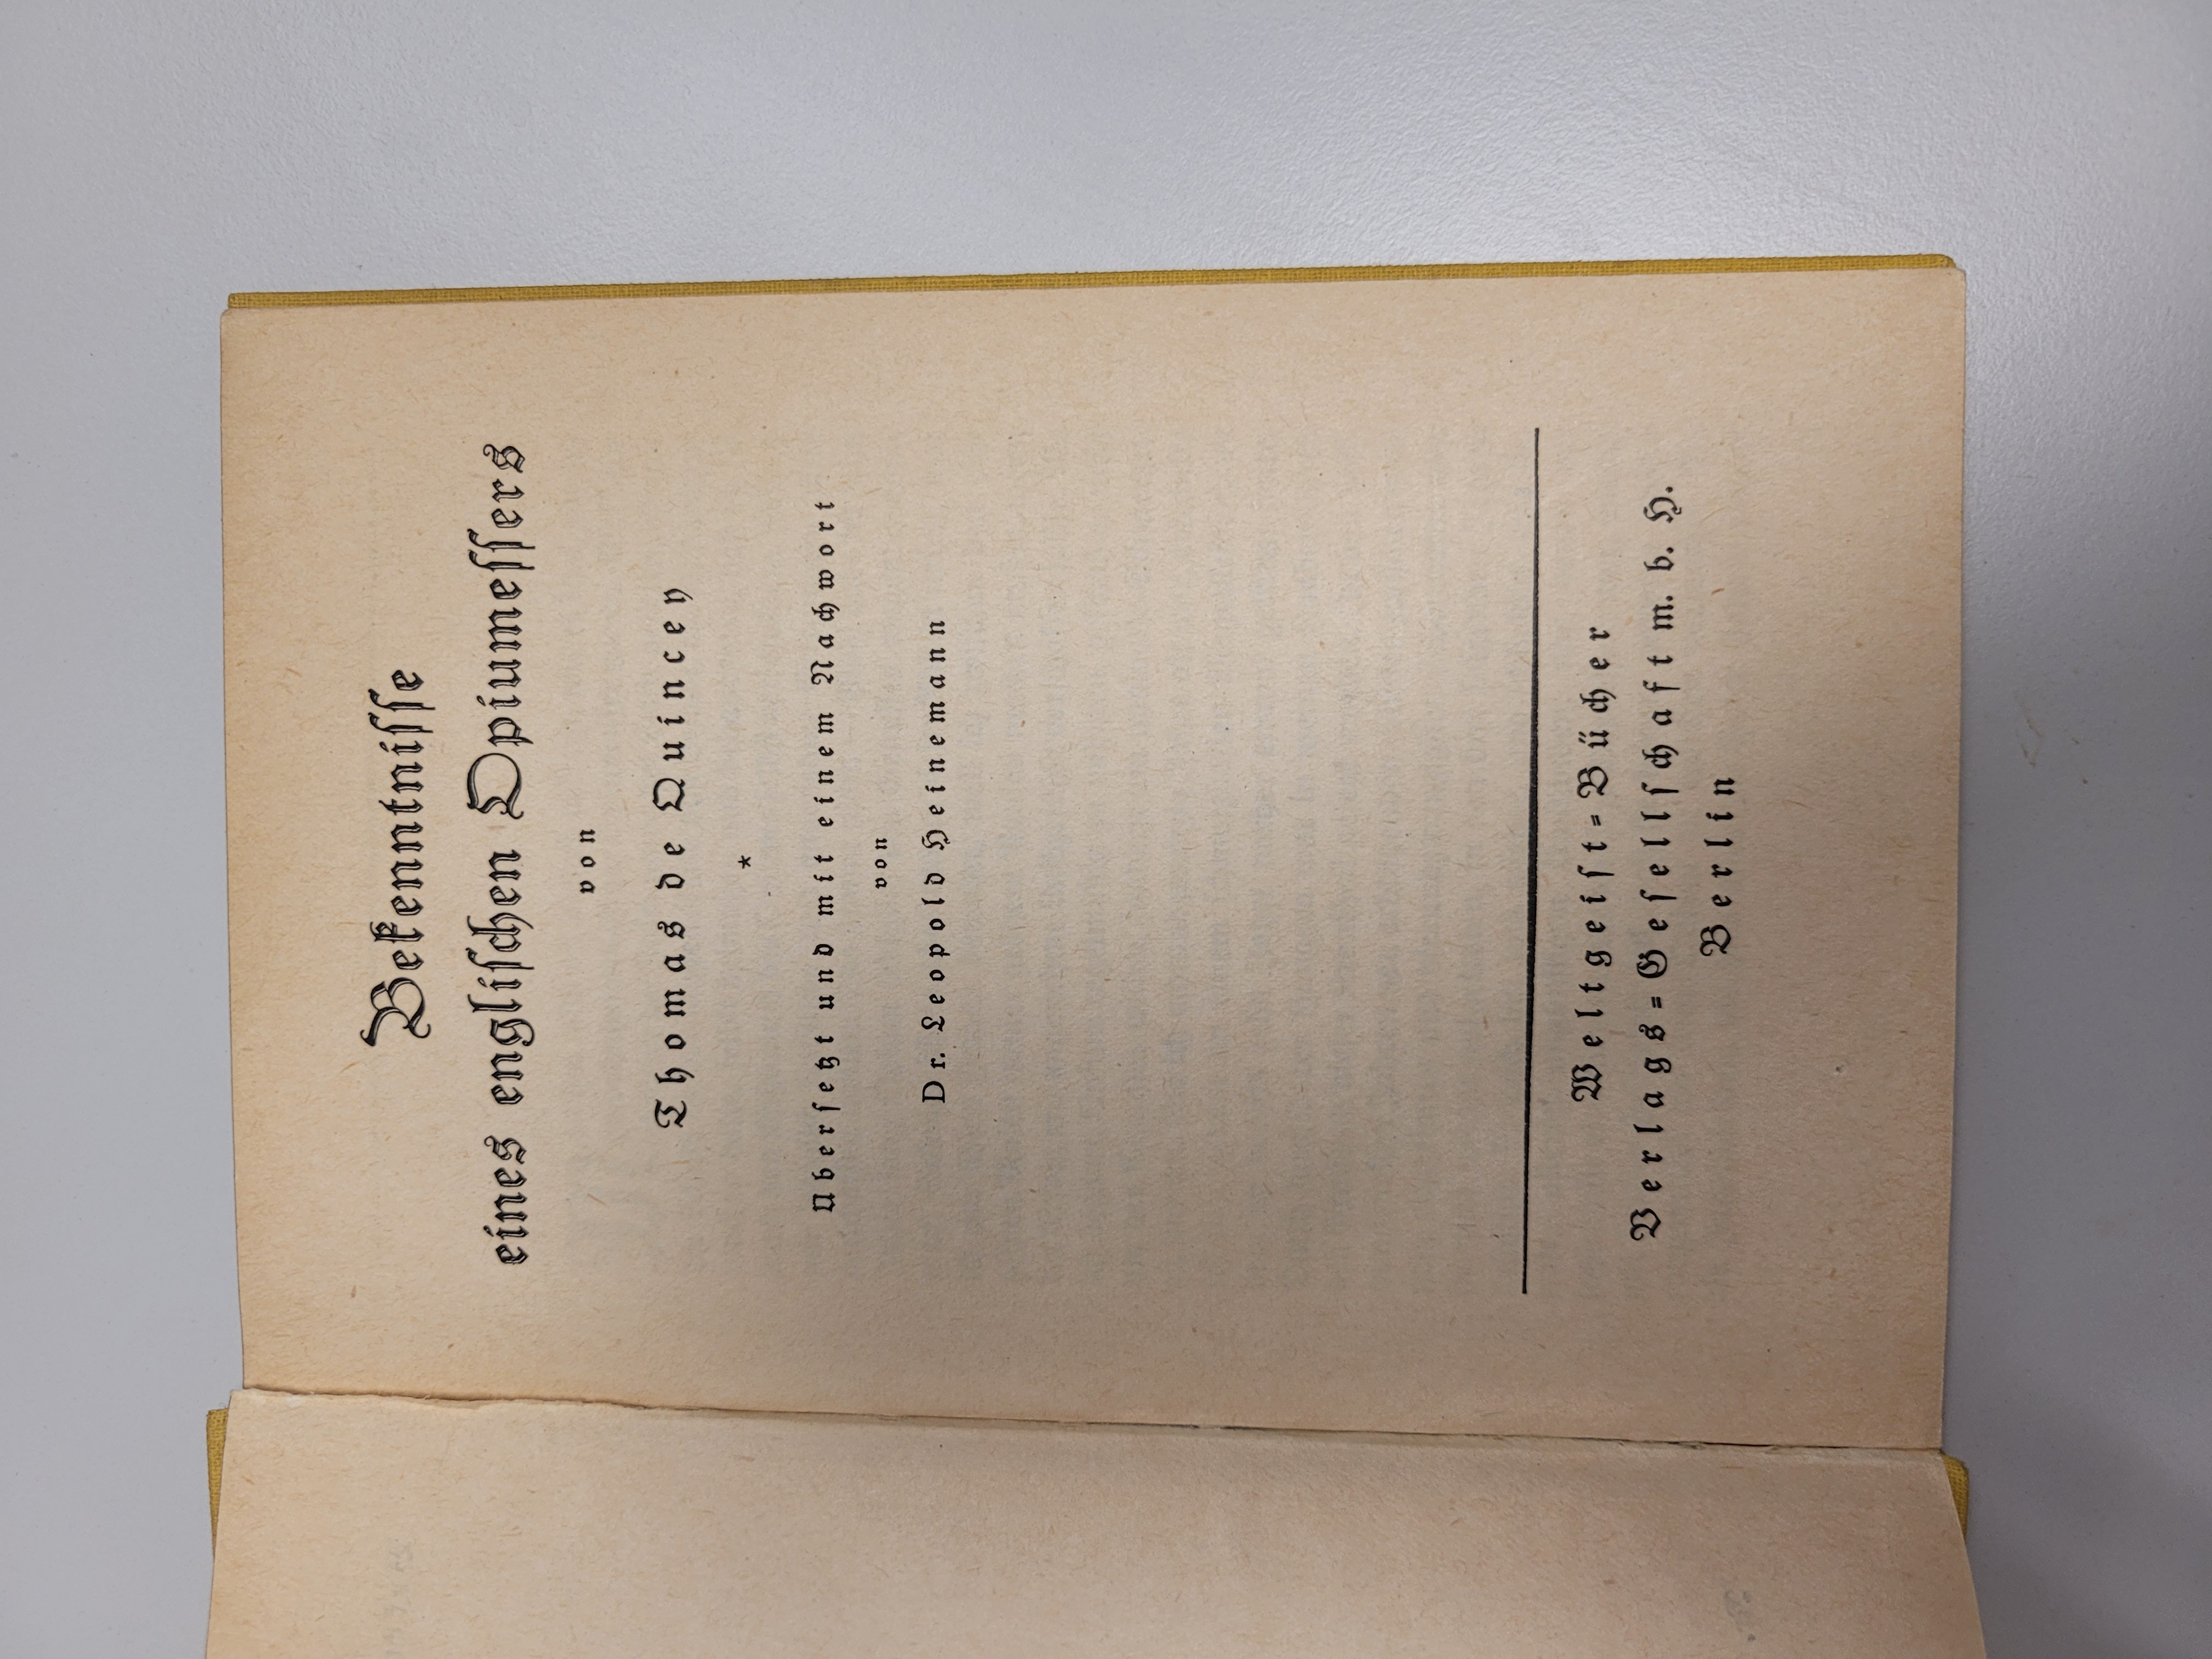 Bekenntnisse
eines englischen Opiumessers
von
Thomas de Quincey
*
Übersetzt und mit einem Nachwort
von
Dr. Leopold Heinemann
Weltgeist=Bücher
Verlags=Gesellschaft m. b. H.
Berlin